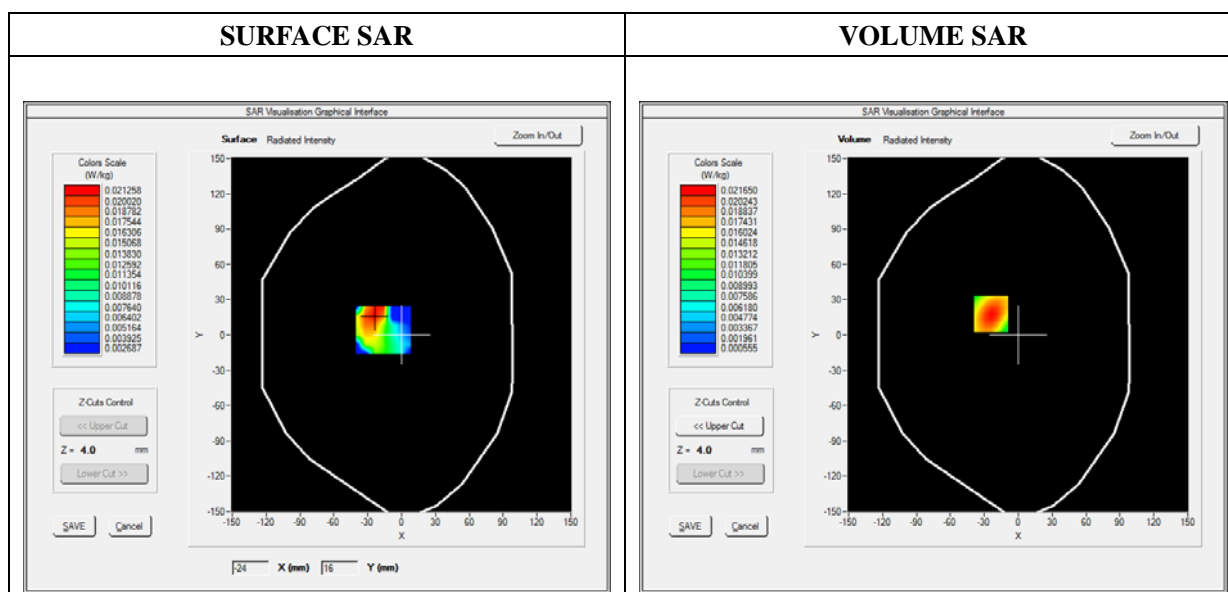 SURFACE SAR
VOLUME SAR
SAR Visualisation Graphical Interface
Surface Radiated Intensity
Zoom In/Out
Colors Scale
(W/kg)
0.021258
0.020020
0.018782
0.017544
0.016306
0.015068
0.013830
0.012592
0.011354
0.010116
0.008878
0.007640
0.006402
0.005164
0.003925
0.002687
Z-Cuts Control
<< Upper Cut
Z = 4.0 mm
Lower Cut >>
SAVE Cancel
150
120
90
60
30
0
-30
-60
-90
-120
-150
Y
-150 -120 -90 -60 -30 0 30 60 90 120 150
X
-24 X (mm) 16 Y (mm)
SAR Visualisation Graphical Interface
Volume Radiated Intensity
Zoom In/Out
Colors Scale
(W/kg)
0.021650
0.020243
0.018837
0.017431
0.016024
0.014618
0.013212
0.011805
0.010399
0.008993
0.007586
0.006180
0.004774
0.003367
0.001961
0.000555
Z-Cuts Control
<< Upper Cut
Z = 4.0 mm
Lower Cut >>
SAVE Cancel
150
120
90
60
30
0
-30
-60
-90
-120
-150
Y
-150 -120 -90 -60 -30 0 30 60 90 120 150
X